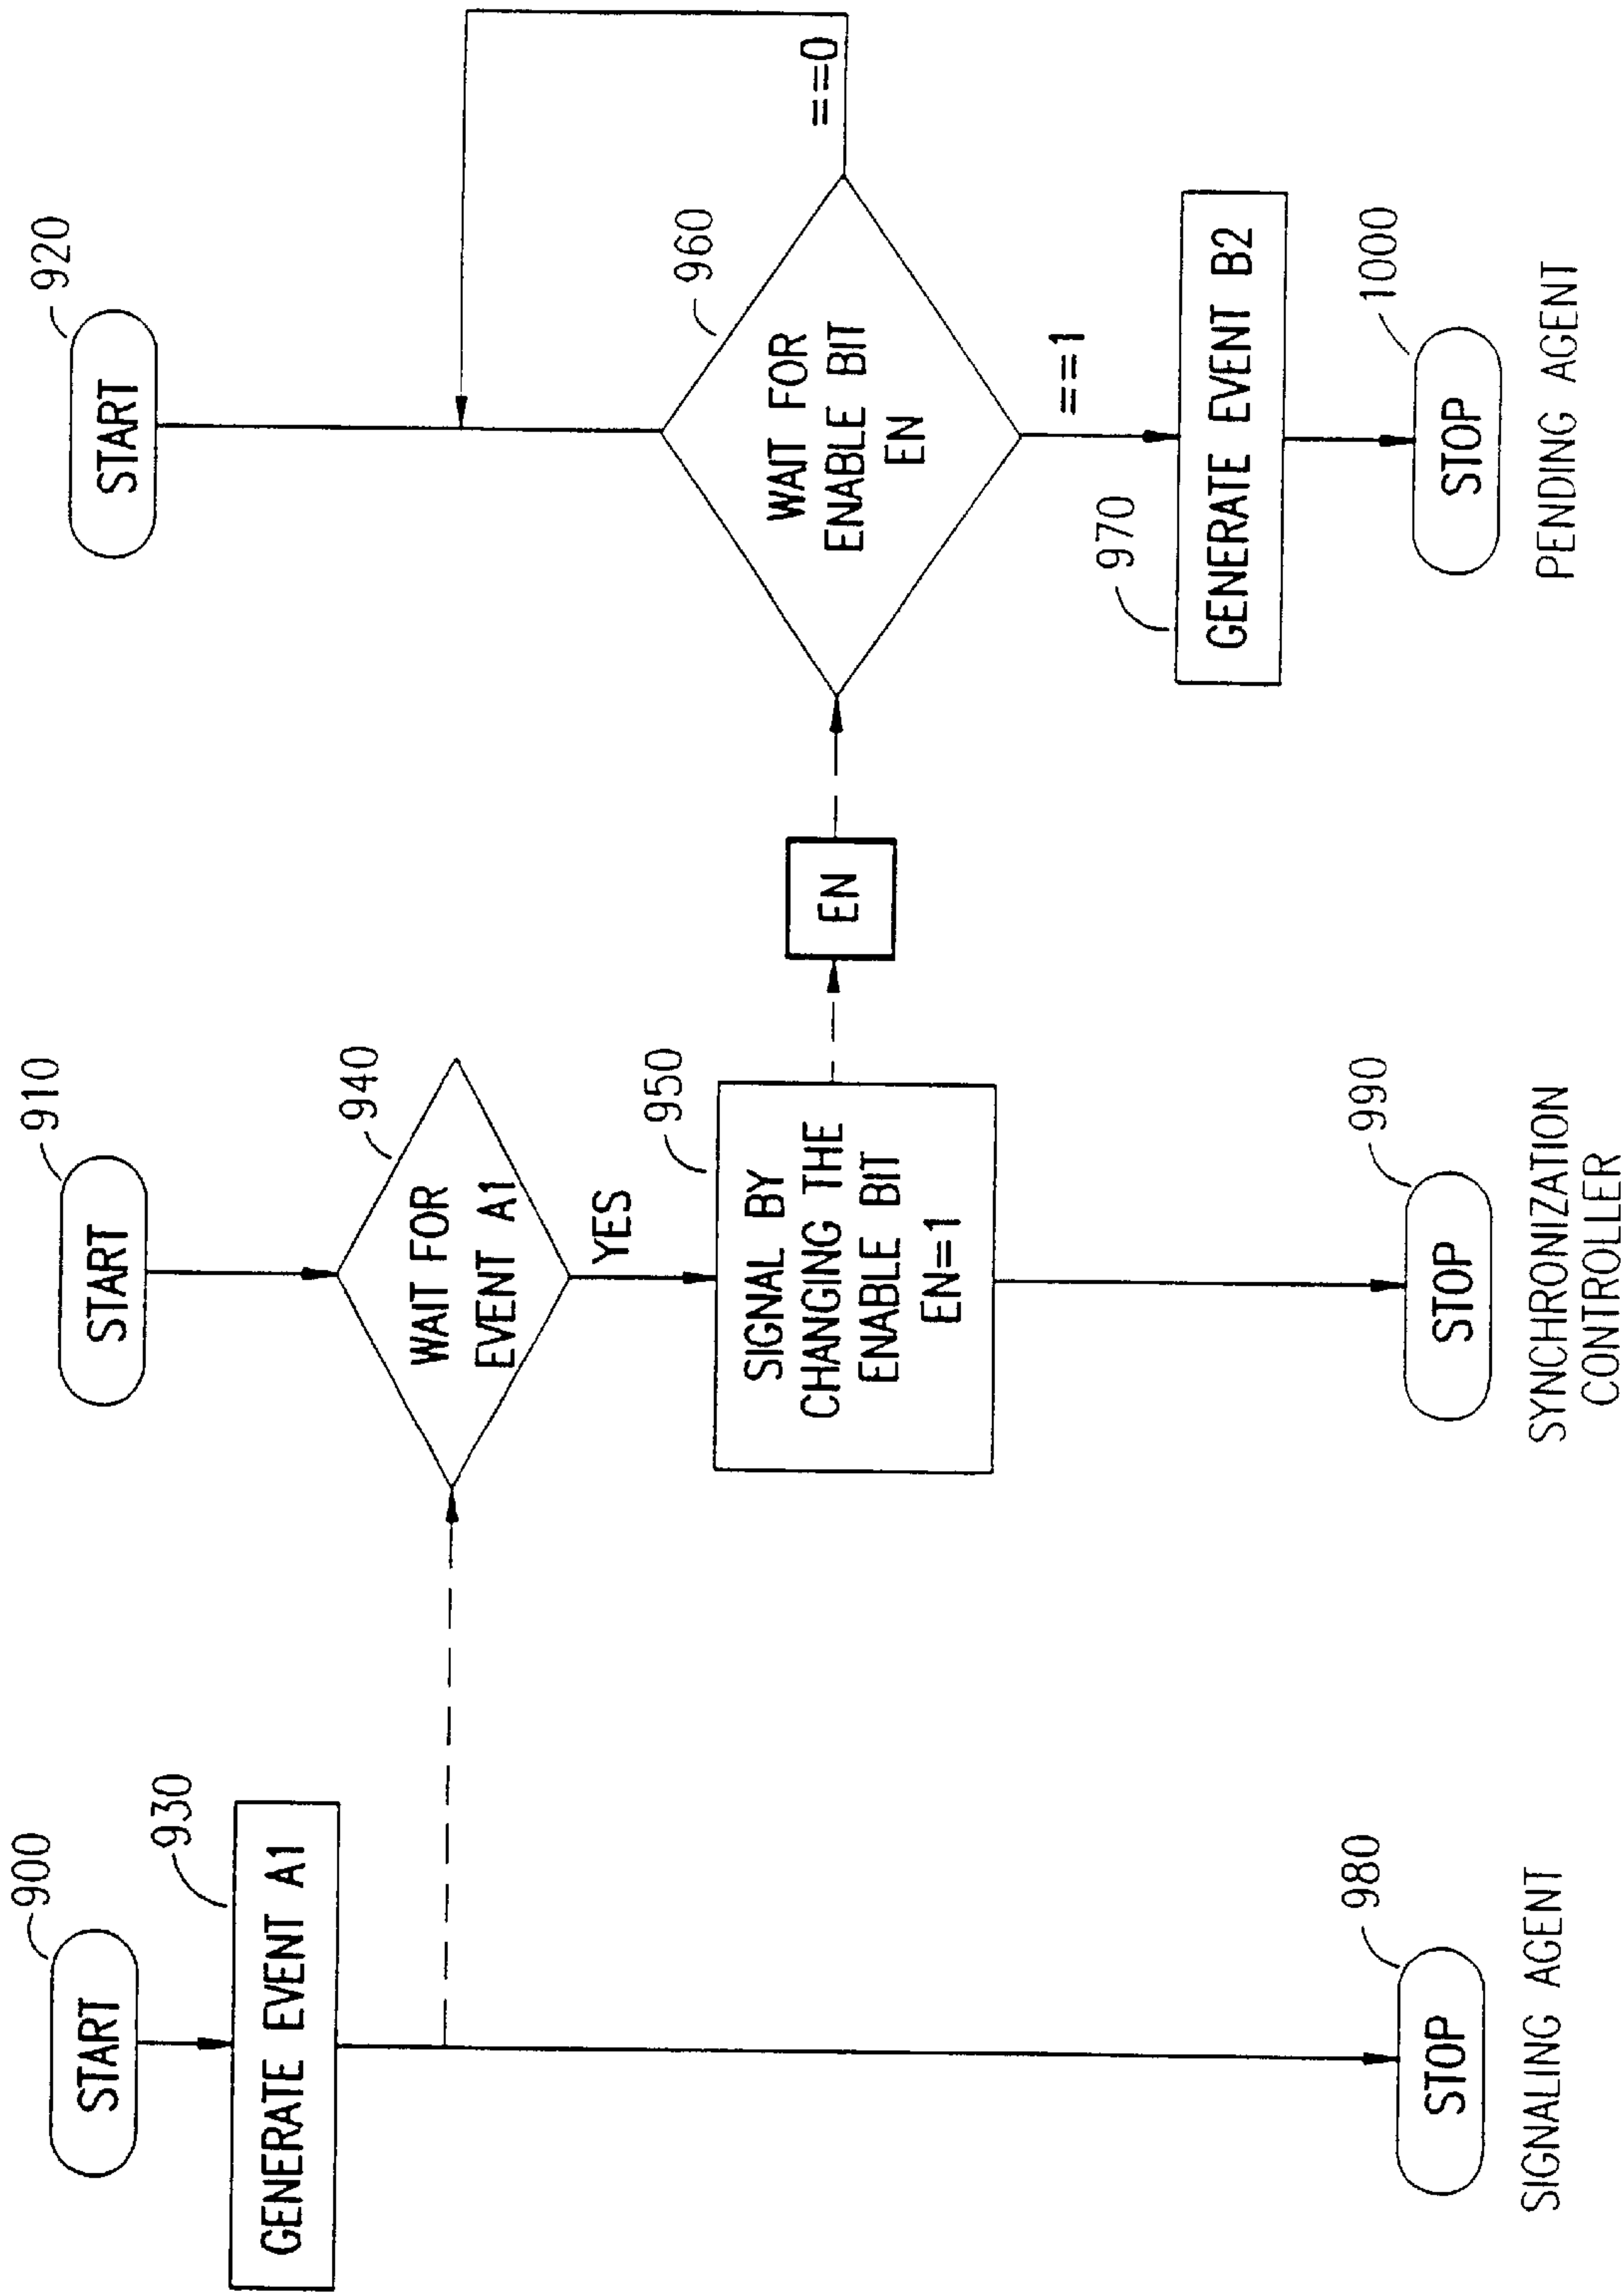 900
START
930
GENERATE EVENT A1
980
STOP
SIGNALING AGENT
910
START
940
WAIT FOR
EVENT A1
YES
950
SIGNAL BY
CHANGING THE
ENABLE BIT
EN=1
990
STOP
SYNCHRONIZATION
CONTROLLER
EN
920
START
960
WAIT FOR
ENABLE BIT
EN
==0
==1
970
GENERATE EVENT B2
1000
STOP
PENDING AGENT